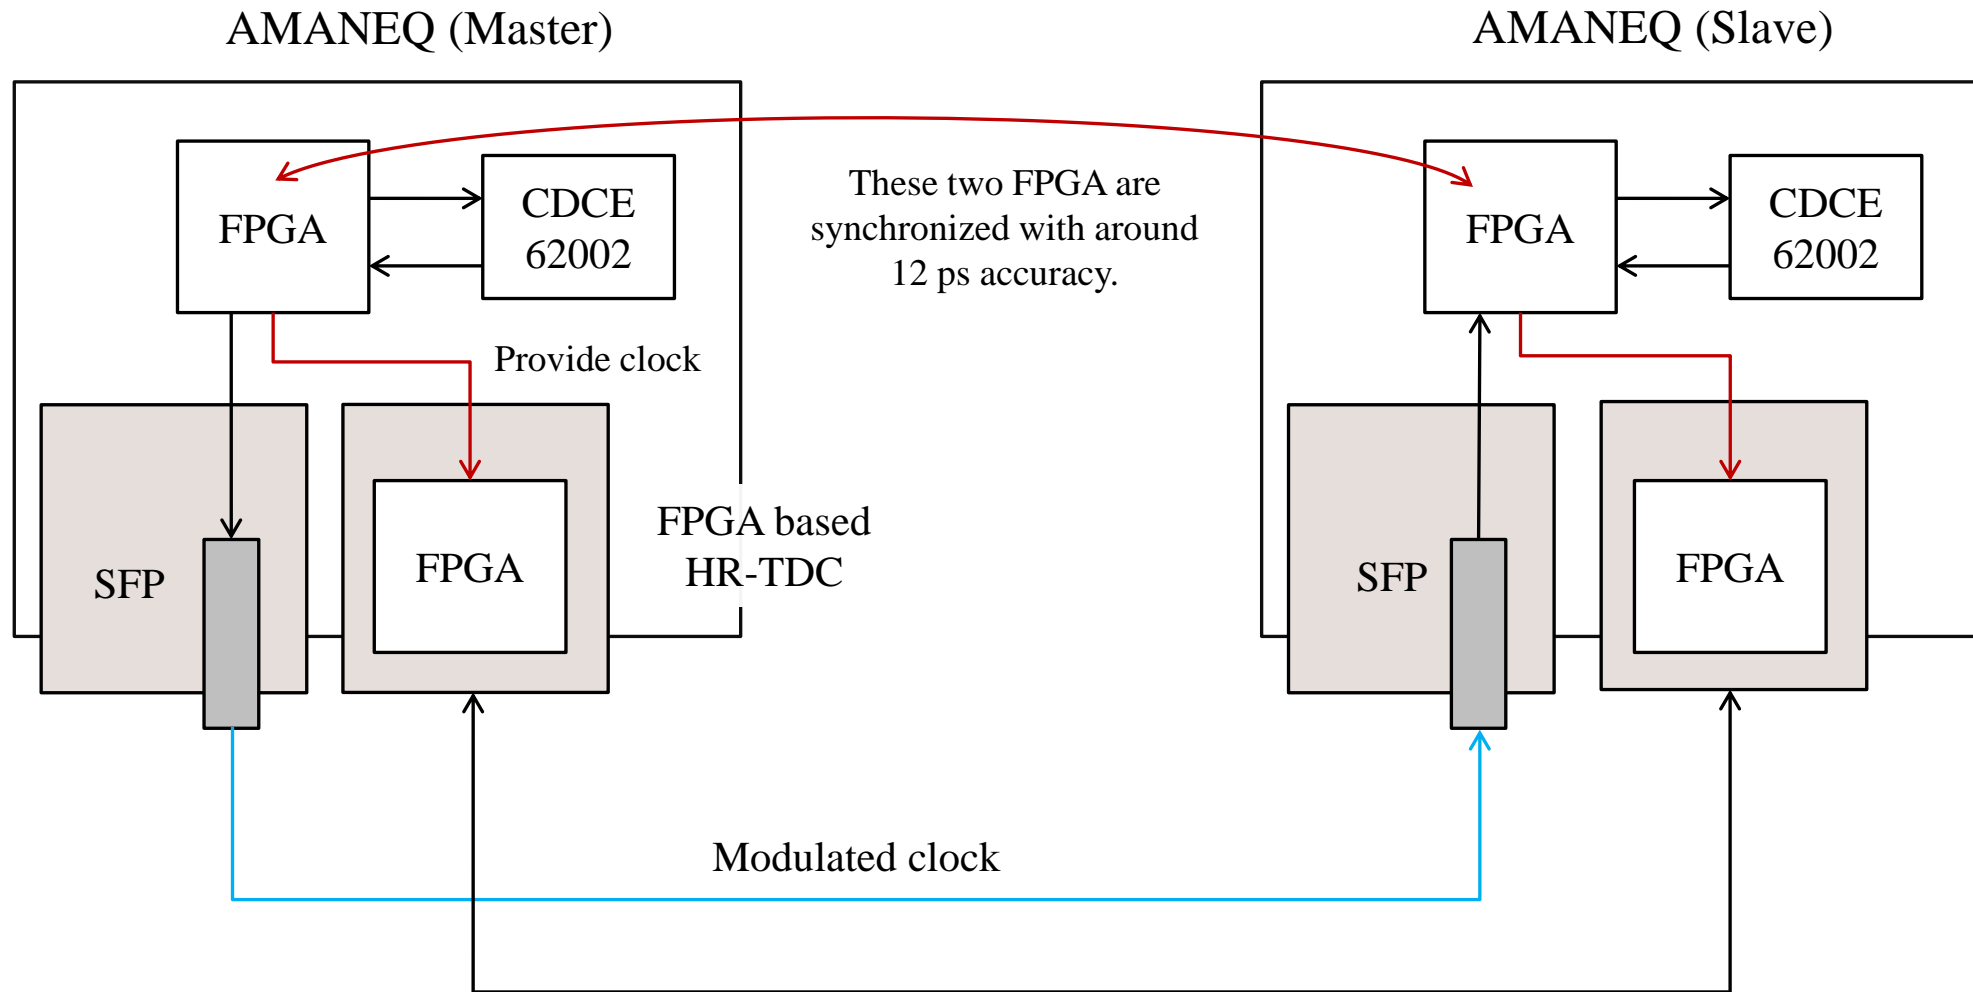 AMANEQ (Master)
AMANEQ (Slave)
FPGA
CDCE
62002
These two FPGA are
synchronized with around
12 ps accuracy.
FPGA
CDCE
62002
Provide clock
SFP
FPGA
FPGA based
HR-TDC
SFP
FPGA
Modulated clock